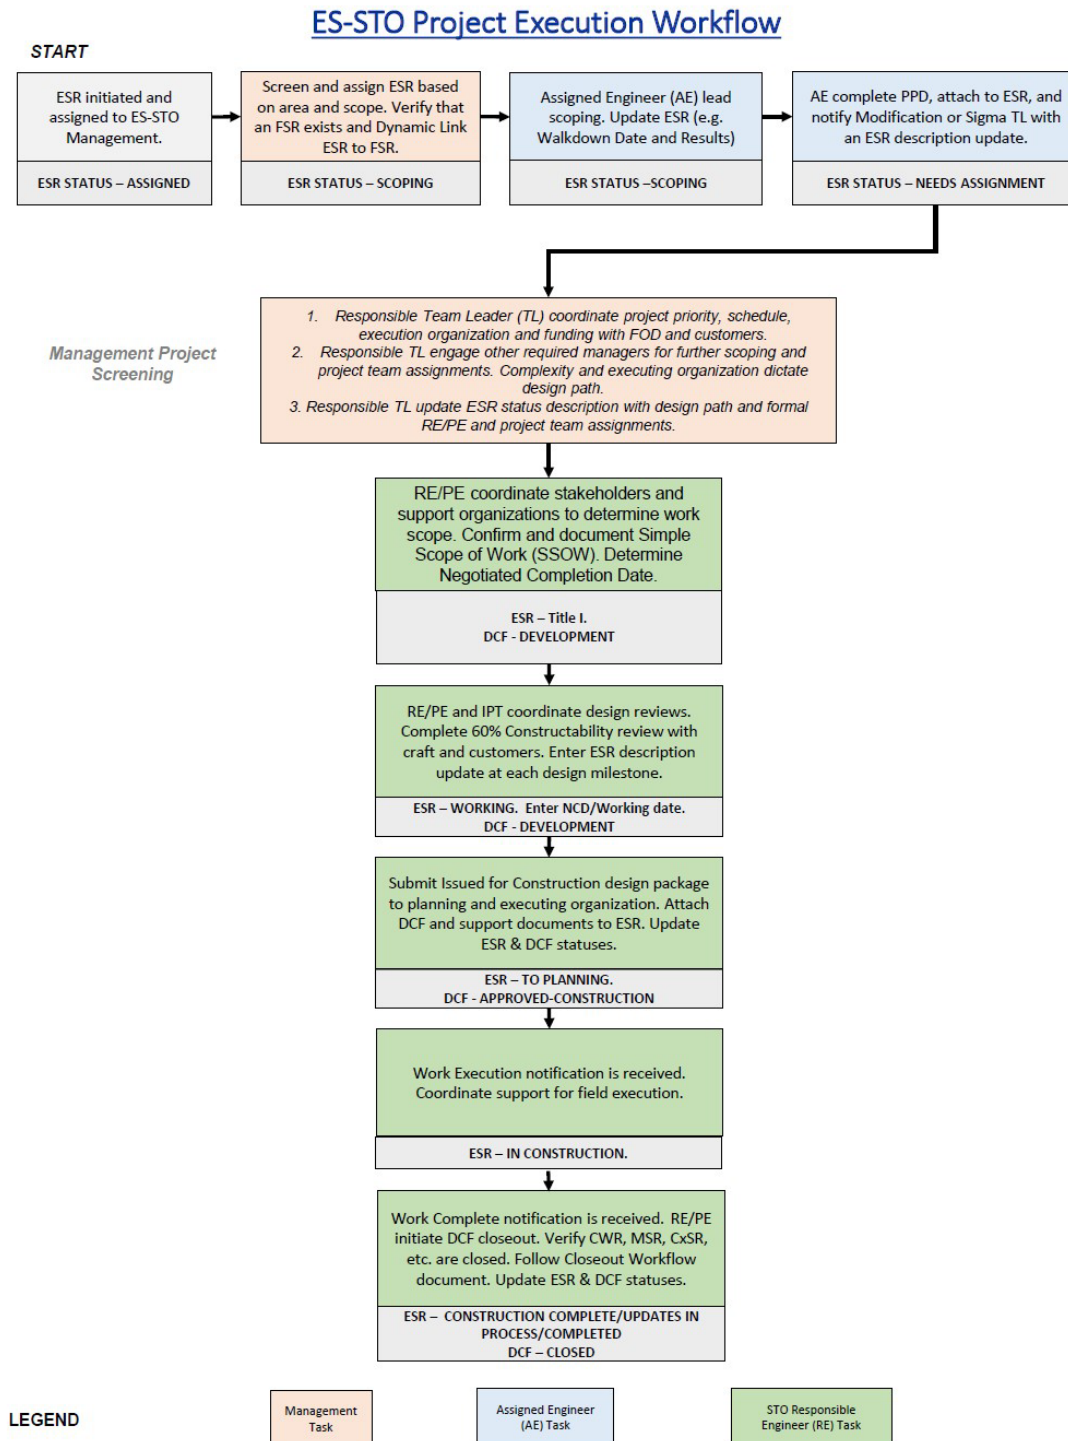 ES-STO Project Execution Workflow
START
ESR initiated and
assigned to ES-STO
Management.
ESR STATUS – ASSIGNED
Screen and assign ESR based
on area and scope. Verify that
an FSR exists and Dynamic Link
ESR to FSR.
ESR STATUS – SCOPING
Assigned Engineer (AE) lead
scoping. Update ESR (e.g.
Walkdown Date and Results)
ESR STATUS –SCOPING
AE complete PPD, attach to ESR, and
notify Modification or Sigma TL with
an ESR description update.
ESR STATUS – NEEDS ASSIGNMENT
Management Project
Screening
1. Responsible Team Leader (TL) coordinate project priority, schedule,
execution organization and funding with FOD and customers.
2. Responsible TL engage other required managers for further scoping and
project team assignments. Complexity and executing organization dictate
design path.
3. Responsible TL update ESR status description with design path and formal
RE/PE and project team assignments.
RE/PE coordinate stakeholders and
support organizations to determine work
scope. Confirm and document Simple
Scope of Work (SSOW). Determine
Negotiated Completion Date.
ESR – Title I.
DCF - DEVELOPMENT
RE/PE and IPT coordinate design reviews.
Complete 60% Constructability review with
craft and customers. Enter ESR description
update at each design milestone.
ESR – WORKING. Enter NCD/Working date.
DCF - DEVELOPMENT
Submit Issued for Construction design package
to planning and executing organization. Attach
DCF and support documents to ESR. Update
ESR & DCF statuses.
ESR – TO PLANNING.
DCF - APPROVED-CONSTRUCTION
Work Execution notification is received.
Coordinate support for field execution.
ESR – IN CONSTRUCTION.
Work Complete notification is received. RE/PE
initiate DCF closeout. Verify CWR, MSR, CxSR,
etc. are closed. Follow Closeout Workflow
document. Update ESR & DCF statuses.
ESR – CONSTRUCTION COMPLETE/UPDATES IN
PROCESS/COMPLETED
DCF – CLOSED
LEGEND
Management
Task
Assigned Engineer
(AE) Task
STO Responsible
Engineer (RE) Task